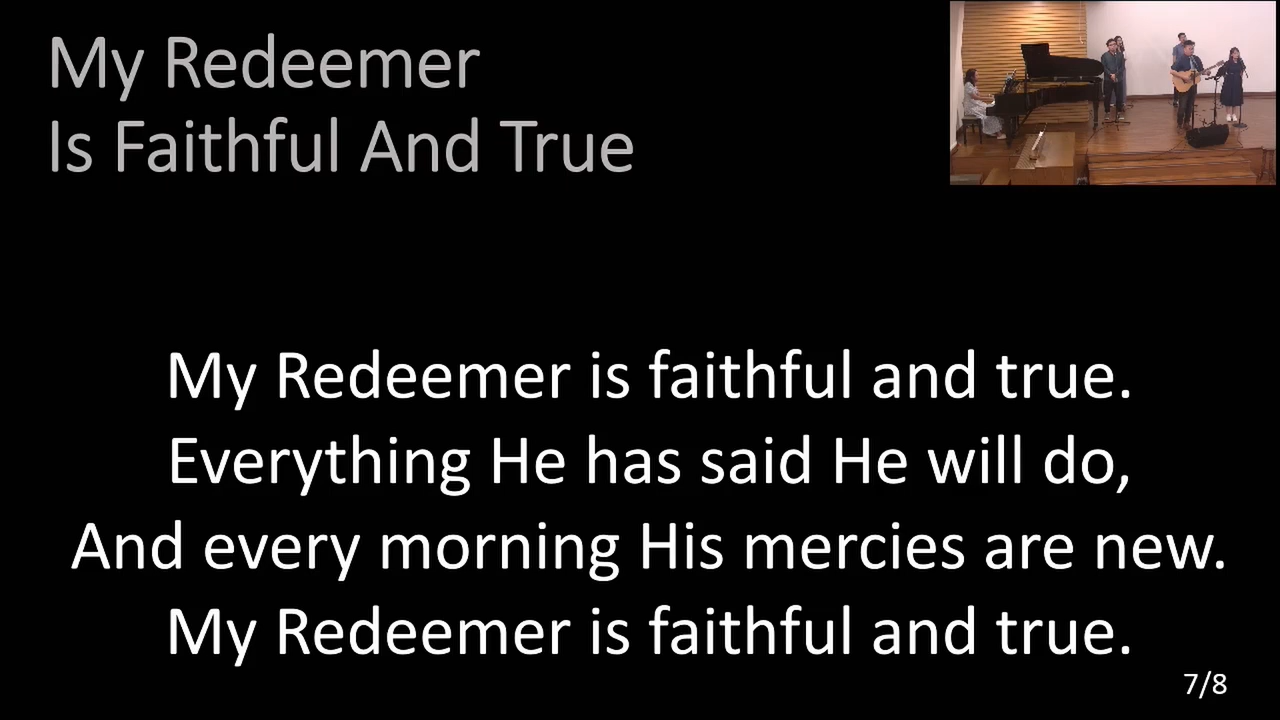 My Redeemer
Is Faithful And True
My Redeemer is faithful and true.
Everything He has said He will do,
And every morning His mercies are new.
My Redeemer is faithful and true.
7/8